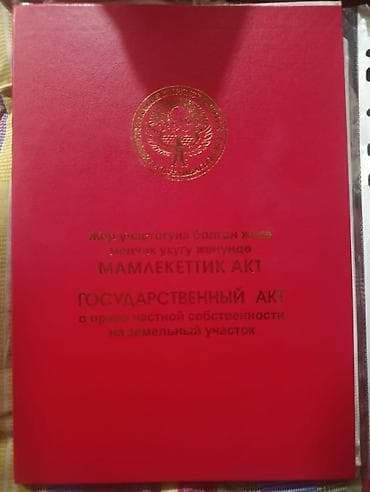 Жер участогуна болгон жеке
менчик укугу жөнүндө
МАМЛЕКЕТТИК АКТ
ГОСУДАРСТВЕННЫЙ АКТ
о праве частной собственности
на земельный участок